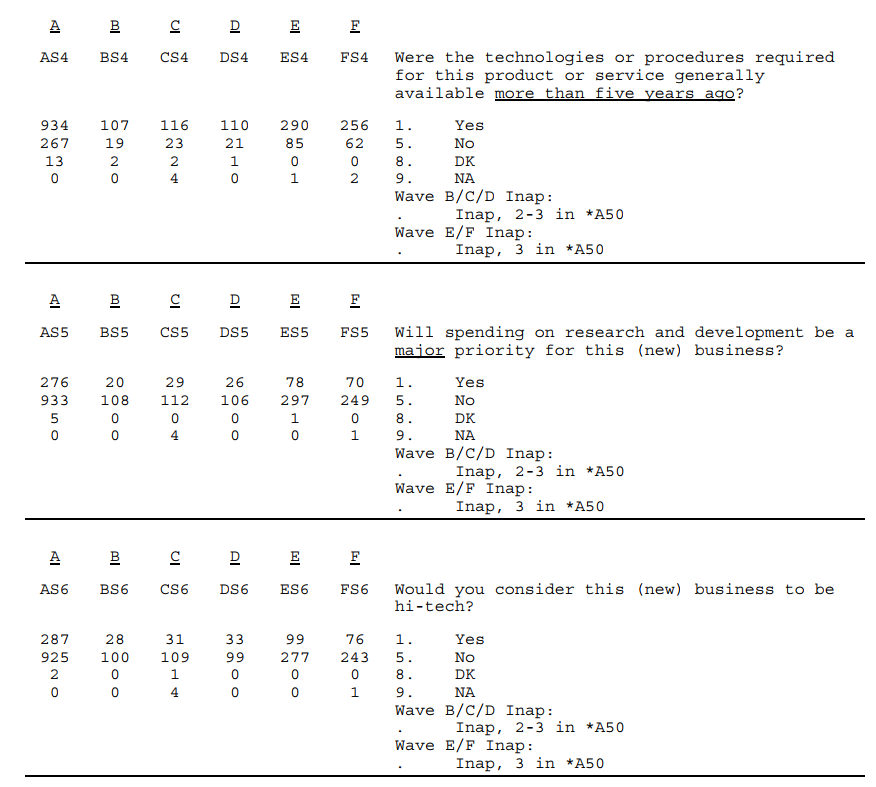 A B C D E F
AS4 BS4 CS4 DS4 ES4 FS4 Were the technologies or procedures required
for this product or service generally
available more than five years ago?
934 107 116 110 290 256 1. Yes
267 19 23 21 85 62 5. No
13 2 2 1 0 0 8. DK
0 0 4 0 1 2 9. NA
Wave B/C/D Inap:
. Inap, 2-3 in *A50
Wave E/F Inap:
. Inap, 3 in *A50
A B C D E F
AS5 BS5 CS5 DS5 ES5 FS5 Will spending on research and development be a
major priority for this (new) business?
276 20 29 26 78 70 1. Yes
933 108 112 106 297 249 5. No
5 0 0 0 1 0 8. DK
0 0 4 0 0 1 9. NA
Wave B/C/D Inap:
. Inap, 2-3 in *A50
Wave E/F Inap:
. Inap, 3 in *A50
A B C D E F
AS6 BS6 CS6 DS6 ES6 FS6 Would you consider this (new) business to be
hi-tech?
287 28 31 33 99 76 1. Yes
925 100 109 99 277 243 5. No
2 0 1 0 0 0 8. DK
0 0 4 0 0 1 9. NA
Wave B/C/D Inap:
. Inap, 2-3 in *A50
Wave E/F Inap:
. Inap, 3 in *A50